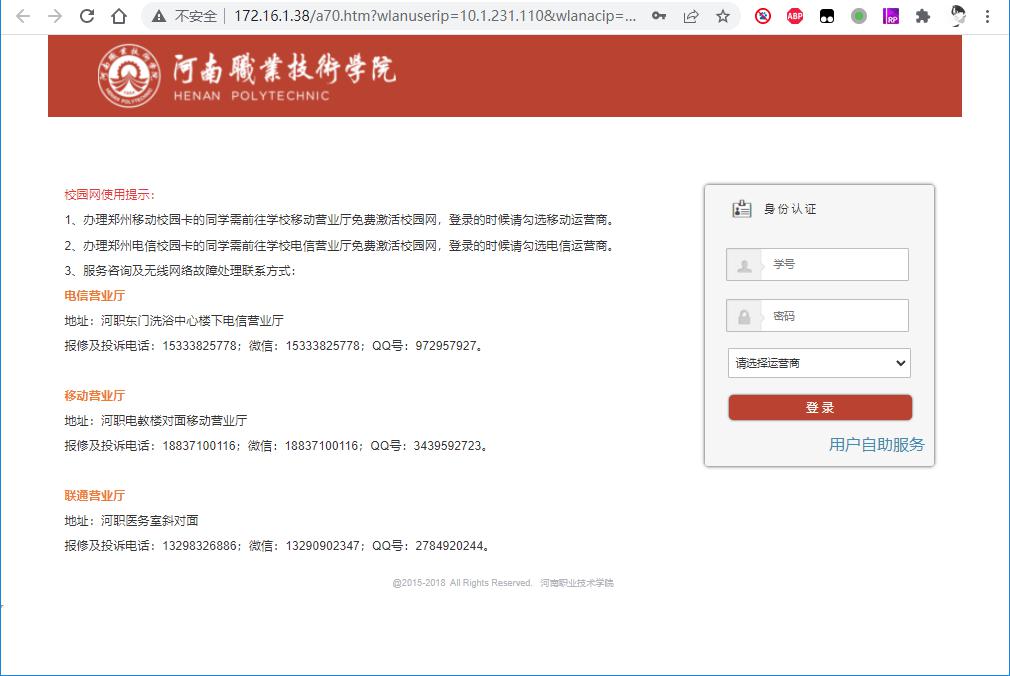 不安全 172.16.1.38/a70.htm?wlanuserip=10.1.231.110&wlanacip=...
ABP
RP
河南職業技術學院
HENAN POLYTECHNIC
校园网使用提示:
1、办理郑州移动校园卡的同学需前往学校移动营业厅免费激活校园网，登录的时候请勾选移动运营商。
2、办理郑州电信校园卡的同学需前往学校电信营业厅免费激活校园网，登录的时候请勾选电信运营商。
3、服务咨询及无线网络故障处理联系方式:
电信营业厅
地址：河职东门洗浴中心楼下电信营业厅
报修及投诉电话：15333825778；微信：15333825778；QQ号：972957927。
移动营业厅
地址：河职电教楼对面移动营业厅
报修及投诉电话：18837100116；微信：18837100116；QQ号：3439592723。
联通营业厅
地址：河职医务室斜对面
报修及投诉电话：13298326886；微信：13290902347；QQ号：2784920244。
身份认证
学号
密码
请选择运营商
登录
用户自助服务
@2015-2018 All Rights Reserved. 河南职业技术学院